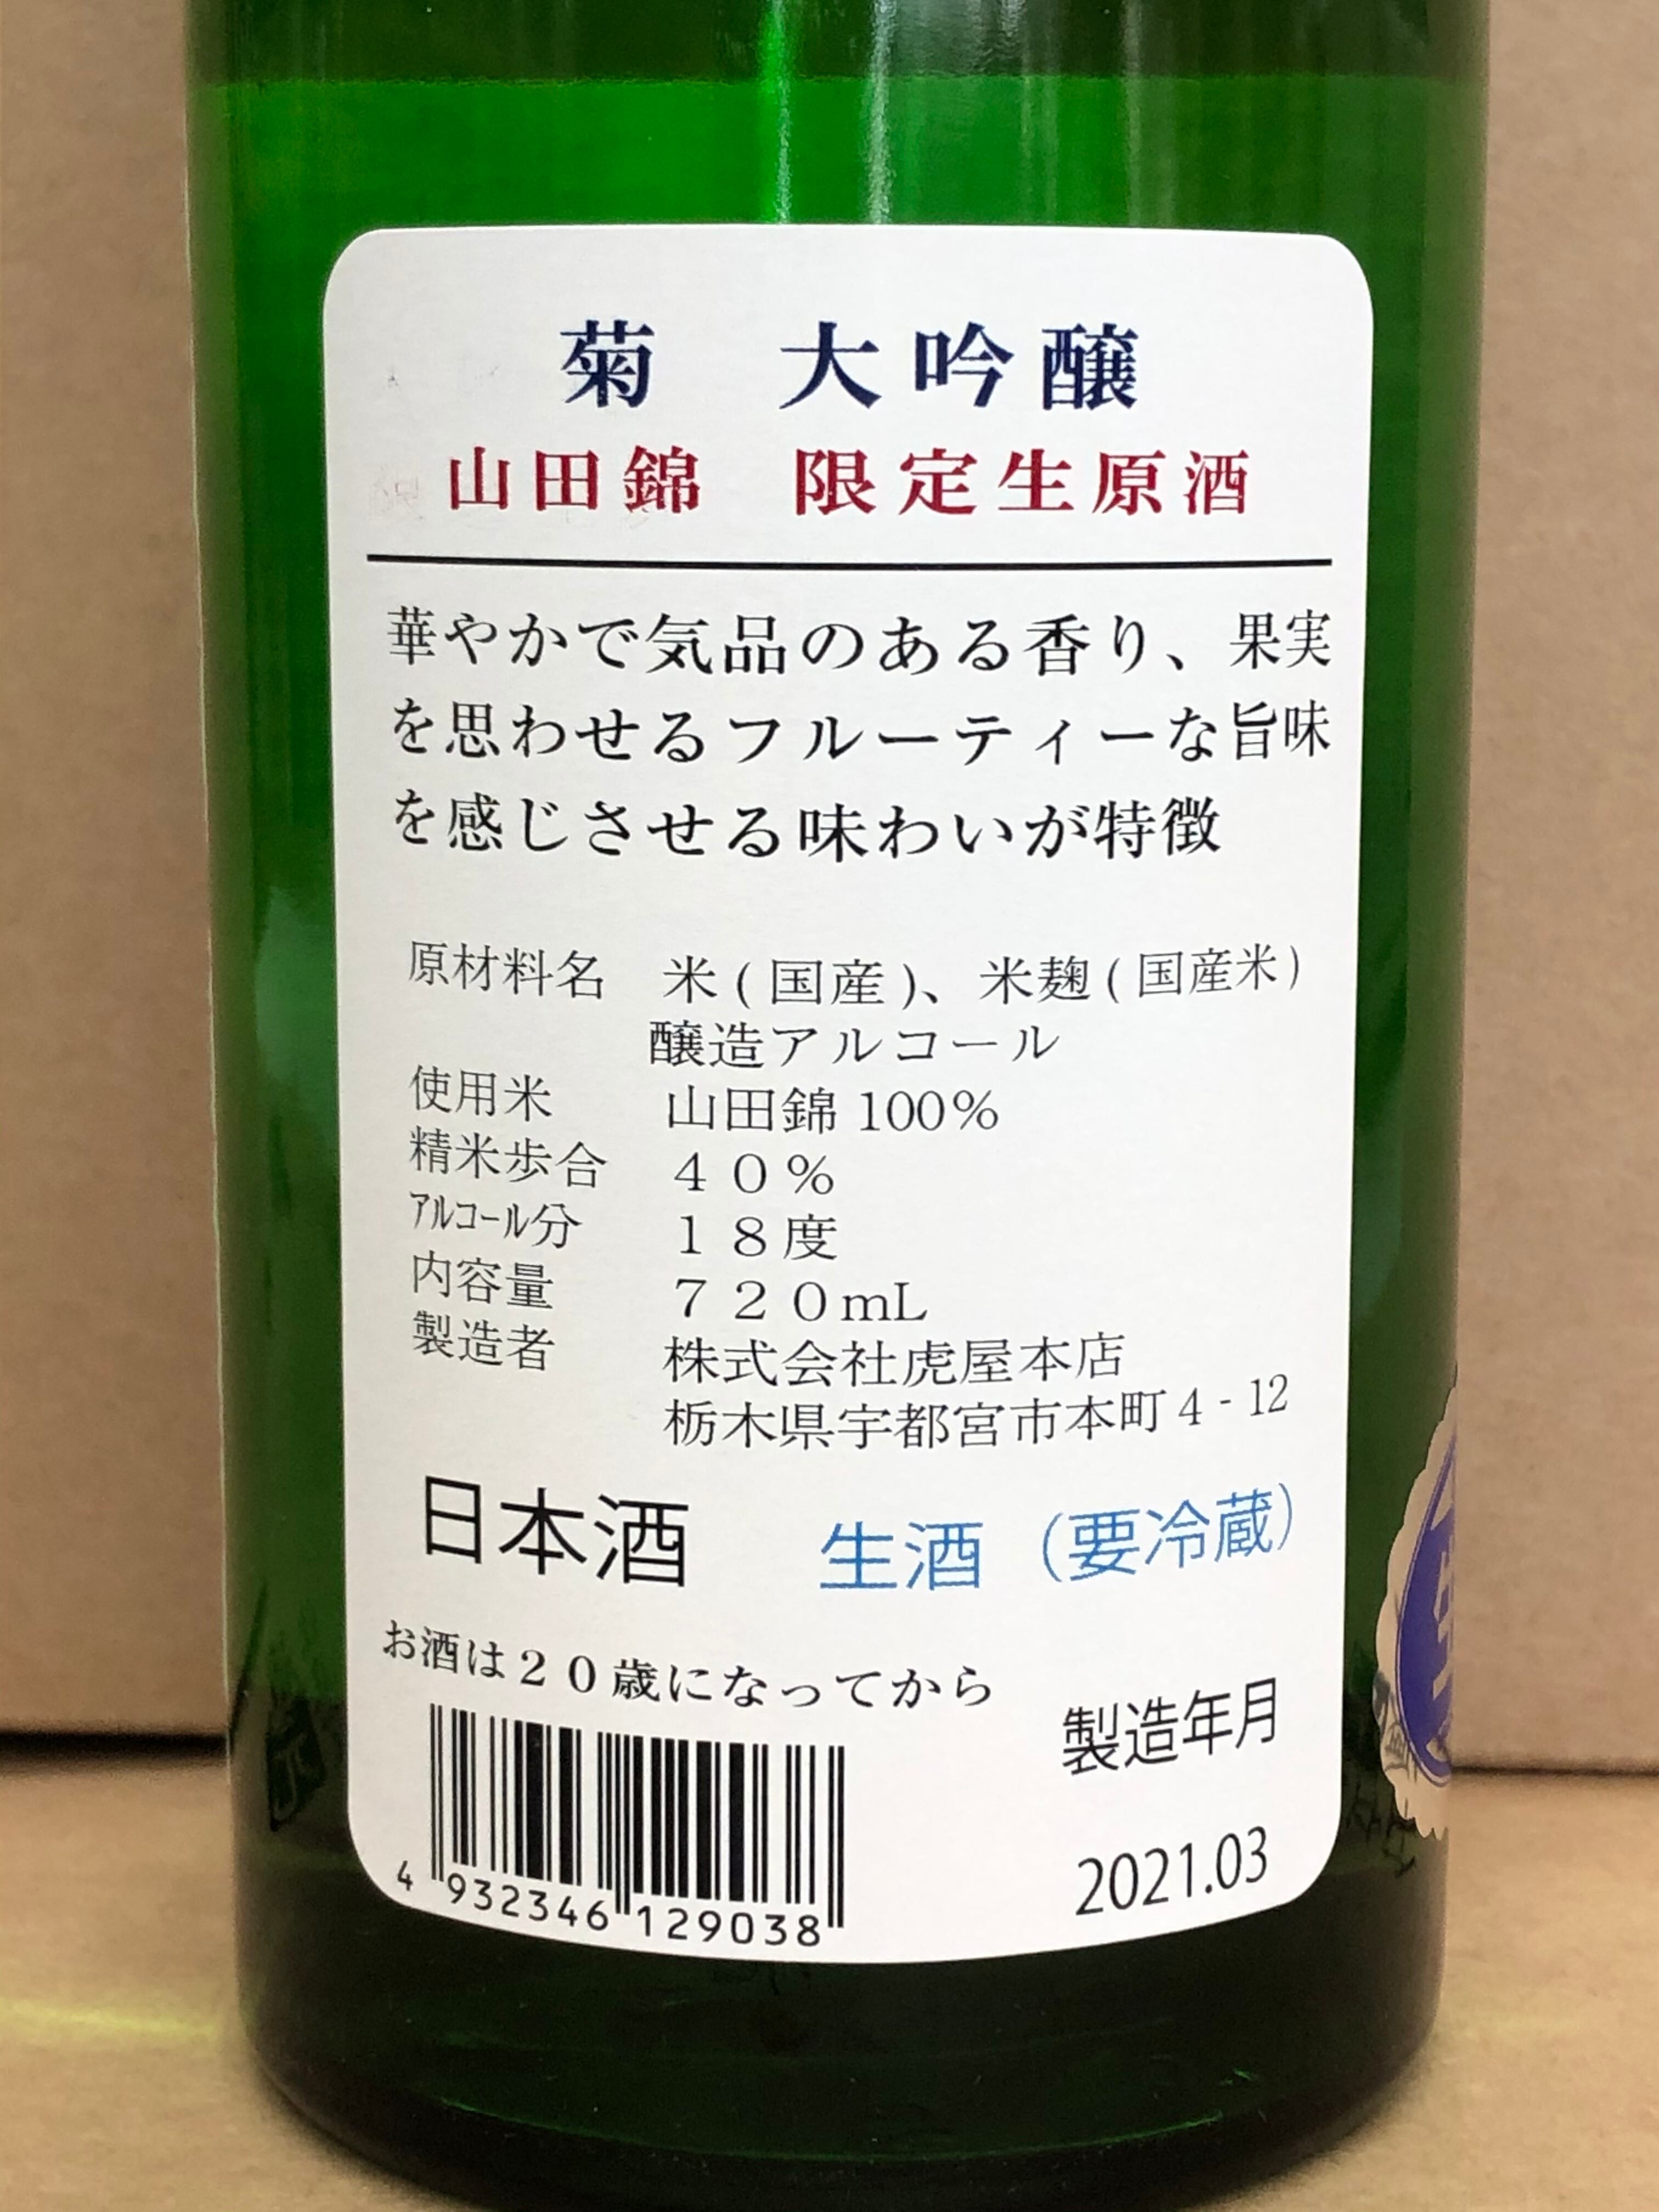 菊　大吟醸
山田錦　限定生原酒
華やかで気品のある香り、果実
を思わせるフルーティーな旨味
を感じさせる味わいが特徴
原材料名　米(国産)、米麹(国産米)
醸造アルコール
使用米　山田錦100%
精米歩合　４０%
ｱﾙｺｰﾙ分　１８度
内容量　７２０mL
製造者　株式会社虎屋本店
栃木県宇都宮市本町4-12
日本酒　生酒（要冷蔵）
お酒は２０歳になってから
製造年月
2021.03
4 932346 129038